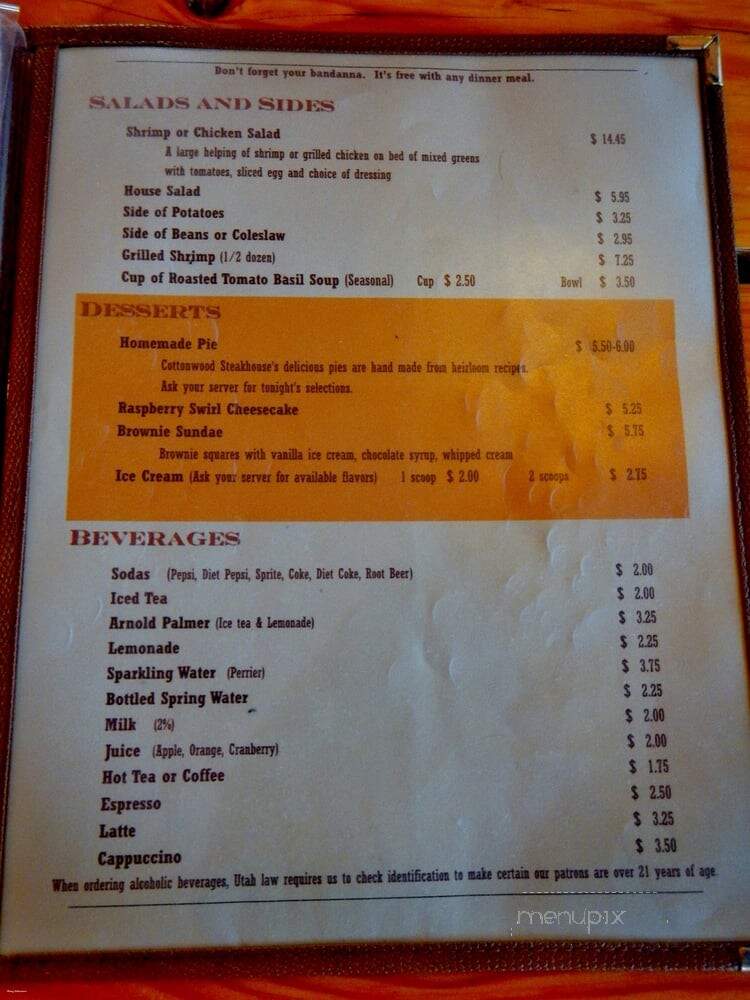 Don't forget your bandanna. It's free with any dinner meal.
SALADS AND SIDES
Shrimp or Chicken Salad $ 14.45
A large helping of shrimp or grilled chicken on bed of mixed greens
with tomatoes, sliced egg and choice of dressing
House Salad $ 5.95
Side of Potatoes $ 3.25
Side of Beans or Coleslaw $ 2.95
Grilled Shrimp (1/2 dozen) $ 7.25
Cup of Roasted Tomato Basil Soup (Seasonal) Cup $ 2.50 Bowl $ 3.50
DESSERTS
Homemade Pie $ 5.50-6.00
Cottonwood Steakhouse's delicious pies are hand made from heirloom recipes.
Ask your server for tonight's selections.
Raspberry Swirl Cheesecake $ 5.25
Brownie Sundae $ 5.75
Brownie squares with vanilla ice cream, chocolate syrup, whipped cream
Ice Cream (Ask your server for available flavors) 1 scoop $ 2.00 2 scoops $ 2.75
BEVERAGES
Sodas (Pepsi, Diet Pepsi, Sprite, Coke, Diet Coke, Root Beer) $ 2.00
Iced Tea $ 2.00
Arnold Palmer (Ice tea & Lemonade) $ 3.25
Lemonade $ 2.25
Sparkling Water (Perrier) $ 3.75
Bottled Spring Water $ 2.25
Milk (2%) $ 2.00
Juice (Apple, Orange, Cranberry) $ 2.00
Hot Tea or Coffee $ 1.75
Espresso $ 2.50
Latte $ 3.25
Cappuccino $ 3.50
When ordering alcoholic beverages, Utah law requires us to check identification to make certain our patrons are over 21 years of age.
menupix